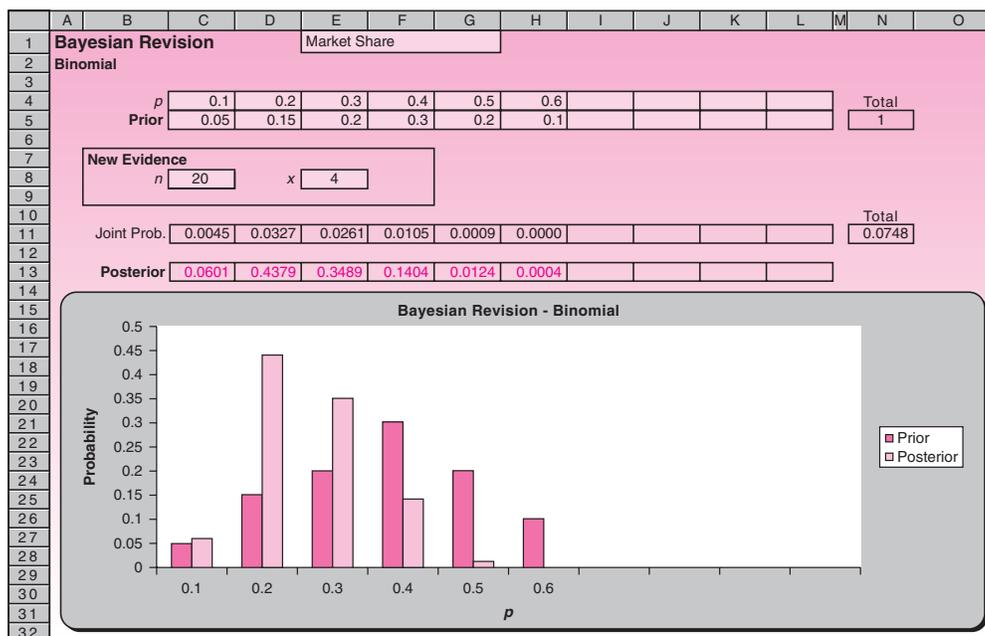 A B C D E F G H I J K L M N O
1 Bayesian Revision Market Share
2 Binomial
3
4 p 0.1 0.2 0.3 0.4 0.5 0.6 Total
5 Prior 0.05 0.15 0.2 0.3 0.2 0.1 1
6
7 New Evidence
8 n 20 x 4
9
10 Total
11 Joint Prob. 0.0045 0.0327 0.0261 0.0105 0.0009 0.0000 0.0748
12
13 Posterior 0.0601 0.4379 0.3489 0.1404 0.0124 0.0004
14
15 Bayesian Revision - Binomial
16 0.5
17 0.45
18 0.4
19 0.35
20 0.3
21 0.25
22 0.2
23 0.15
24 0.1
25 0.05
26 0
27
28
29
30 0.1 0.2 0.3 0.4 0.5 0.6
31 p
32
Probability
Prior
Posterior